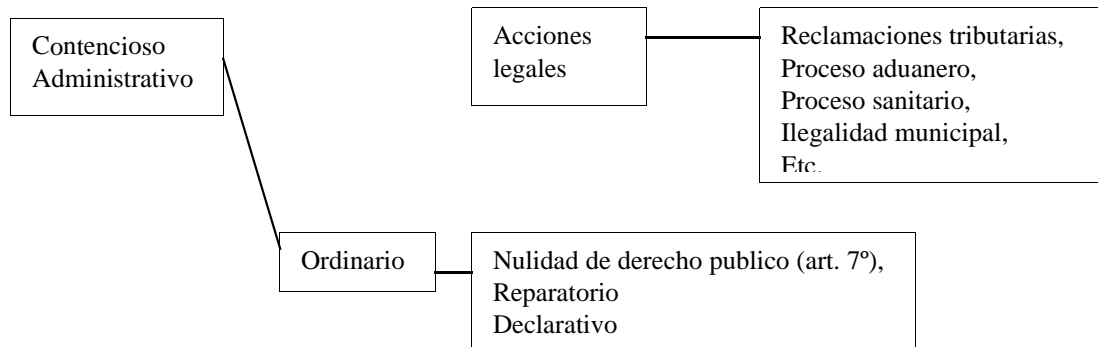 Contencioso
Administrativo
Acciones
legales
Reclamaciones tributarias,
Proceso aduanero,
Proceso sanitario,
Ilegalidad municipal,
Etc.
Ordinario
Nulidad de derecho publico (art. 7º),
Reparatorio
Declarativo